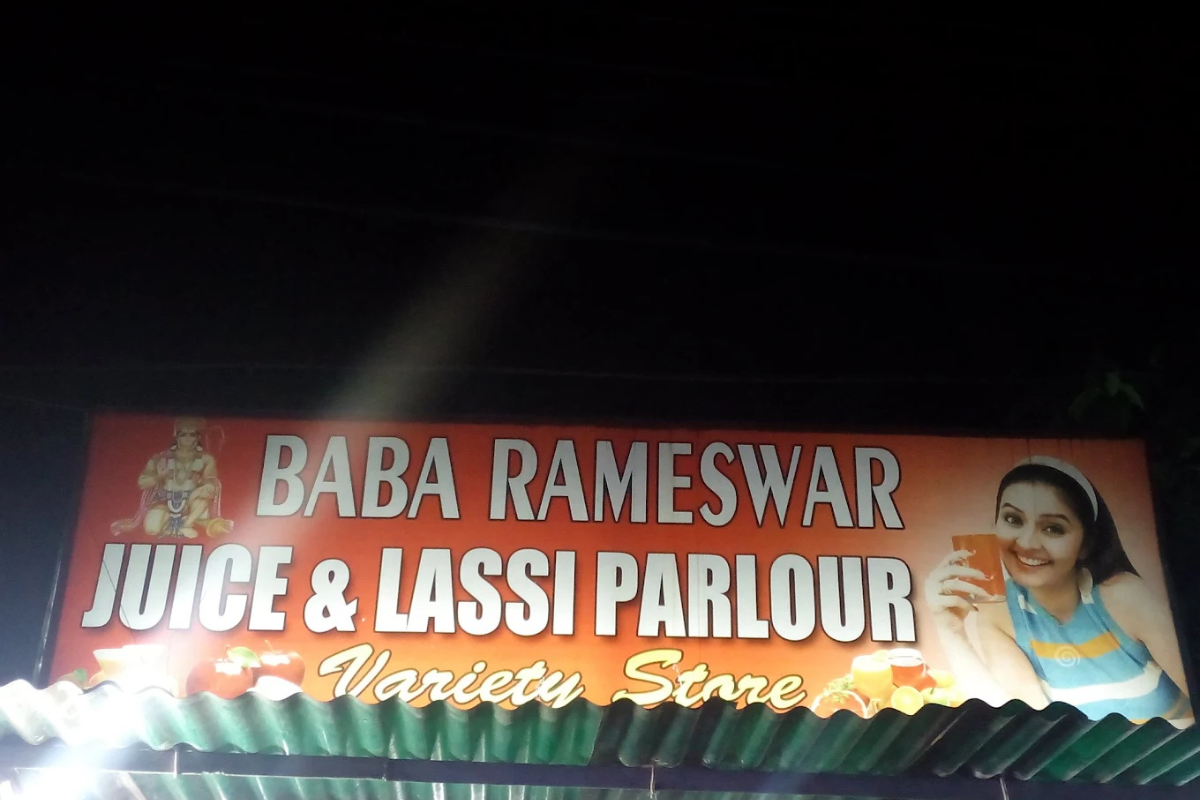 BABA RAMESWAR
JUICE & LASSI PARLOUR
Variety Store